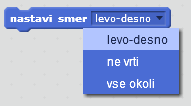 nastavi smer levo-desno
levo-desno
ne vrti
vse okoli